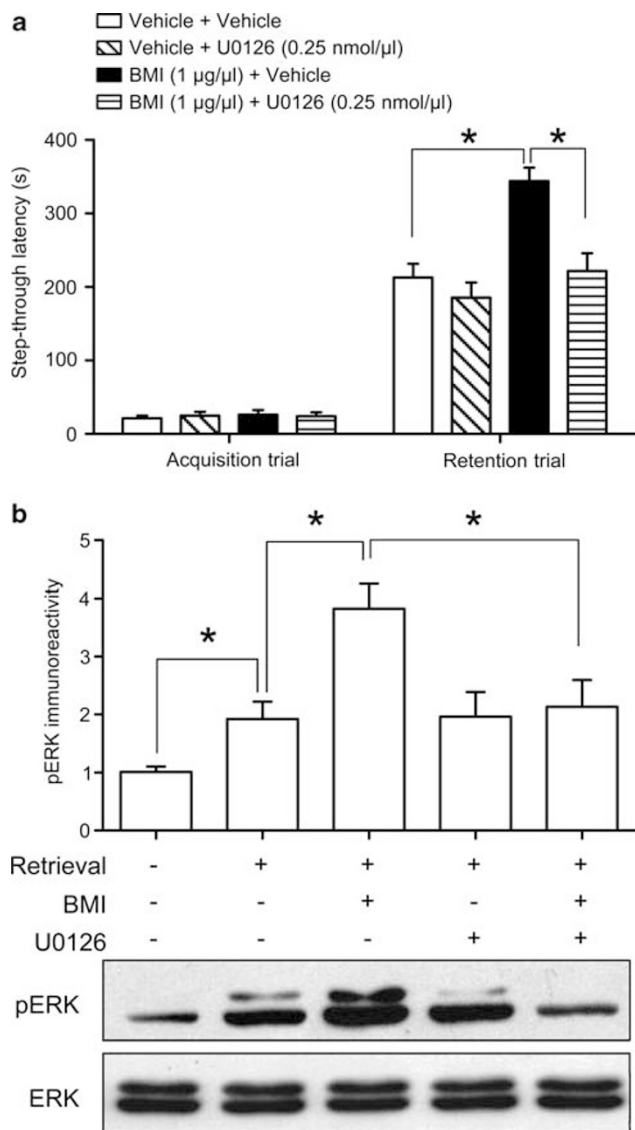 a
Vehicle + Vehicle
Vehicle + U0126 (0.25 nmol/µl)
BMI (1 µg/µl) + Vehicle
BMI (1 µg/µl) + U0126 (0.25 nmol/µl)
Step-through latency (s)
400
300
200
100
0
* *
Acquisition trial Retention trial
b
pERK immunoreactivity
5
4
3
2
1
0
* * *
Retrieval - + + + +
BMI - - + - +
U0126 - - - + +
pERK
ERK